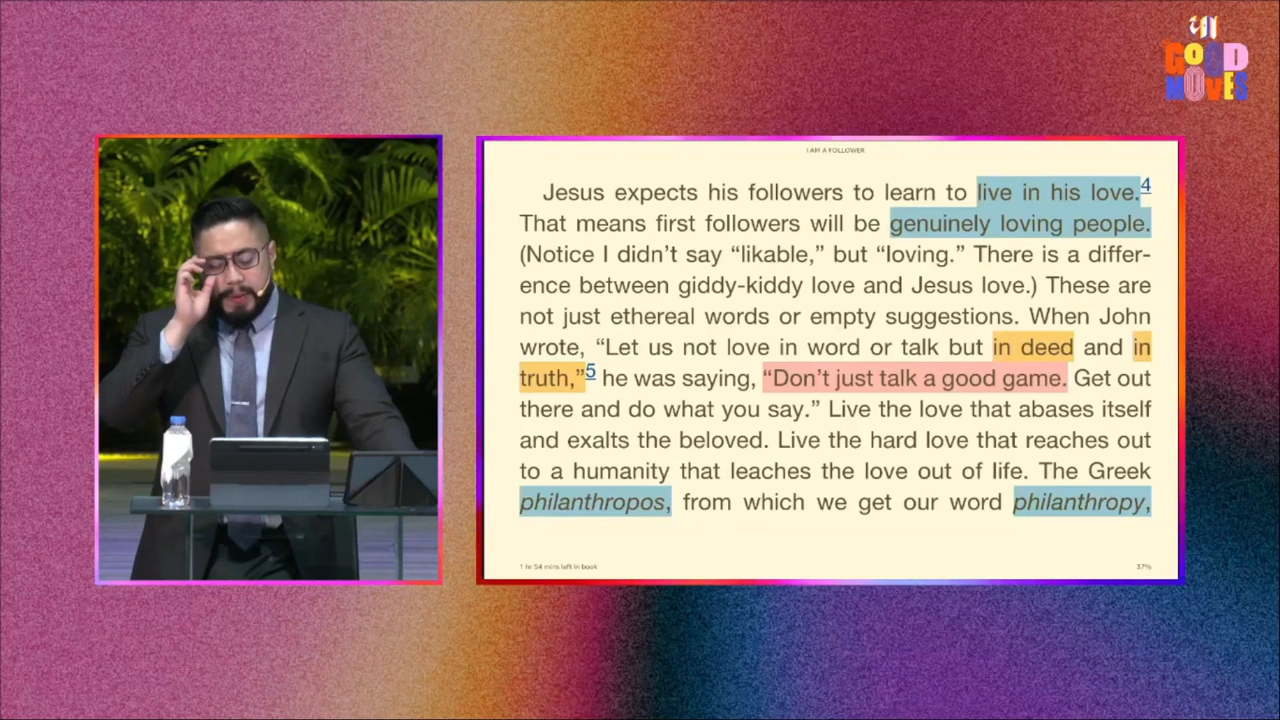 GOOD
MOVES
I AM A FOLLOWER
Jesus expects his followers to learn to live in his love.4
That means first followers will be genuinely loving people.
(Notice I didn’t say “likable,” but “loving.” There is a differ-
ence between giddy-kiddy love and Jesus love.) These are
not just ethereal words or empty suggestions. When John
wrote, “Let us not love in word or talk but in deed and in
truth,”5 he was saying, “Don’t just talk a good game. Get out
there and do what you say.” Live the love that abases itself
and exalts the beloved. Live the hard love that reaches out
to a humanity that leaches the love out of life. The Greek
philanthropos, from which we get our word philanthropy,
1 hr 54 mins left in book
37%